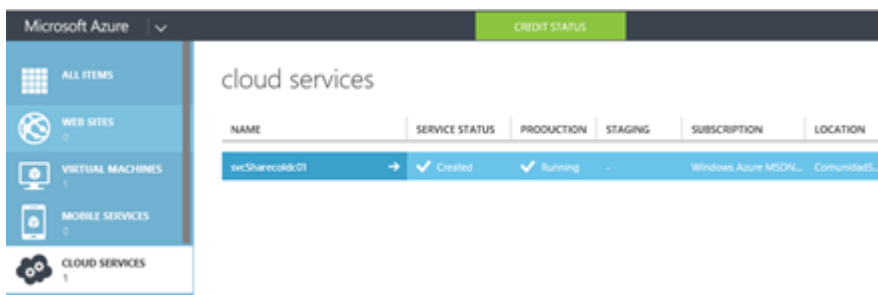 Microsoft Azure
CREDIT STATUS
ALL ITEMS
WEB SITES
0
VIRTUAL MACHINES
1
MOBILE SERVICES
0
CLOUD SERVICES
1
cloud services
NAME SERVICE STATUS PRODUCTION STAGING SUBSCRIPTION LOCATION
svcSharecoldc01 Created Running - Windows Azure MSDN... ComunidadS...